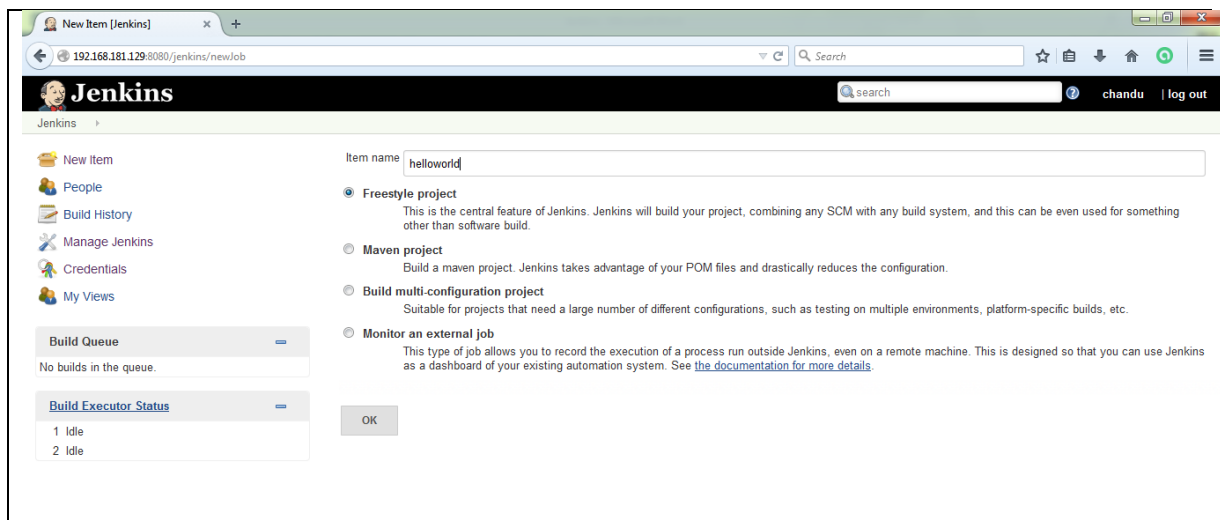 New Item [Jenkins]
192.168.181.129:8080/jenkins/newJob
Search
Jenkins
search
chandu
| log out
Jenkins
New Item
People
Build History
Manage Jenkins
Credentials
My Views
Build Queue
No builds in the queue.
Build Executor Status
1 Idle
2 Idle
Item name
helloworld
Freestyle project
This is the central feature of Jenkins. Jenkins will build your project, combining any SCM with any build system, and this can be even used for something
other than software build.
Maven project
Build a maven project. Jenkins takes advantage of your POM files and drastically reduces the configuration.
Build multi-configuration project
Suitable for projects that need a large number of different configurations, such as testing on multiple environments, platform-specific builds, etc.
Monitor an external job
This type of job allows you to record the execution of a process run outside Jenkins, even on a remote machine. This is designed so that you can use Jenkins
as a dashboard of your existing automation system. See the documentation for more details.
OK